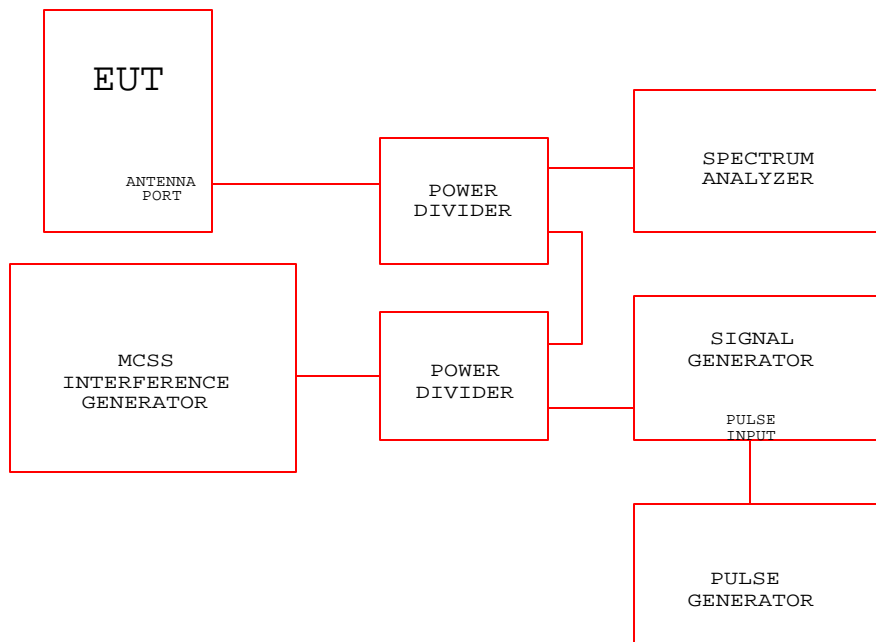 EUT
ANTENNA
PORT
POWER
DIVIDER
SPECTRUM
ANALYZER
MCSS
INTERFERENCE
GENERATOR
POWER
DIVIDER
SIGNAL
GENERATOR
PULSE
INPUT
PULSE
GENERATOR